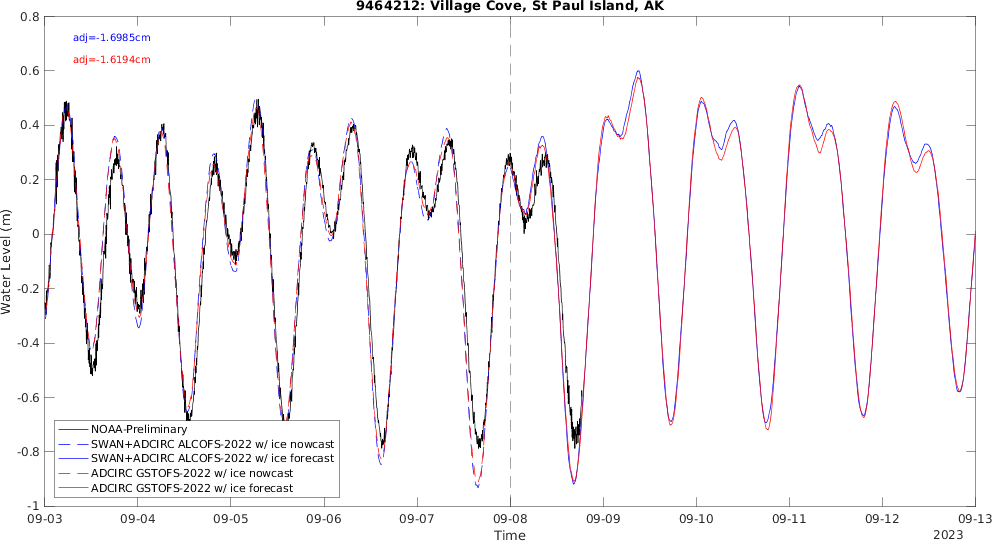 9464212: Village Cove, St Paul Island, AK
0.8
adj=-1.6985cm
adj=-1.6194cm
0.6
0.4
0.2
0
-0.2
-0.4
-0.6
-0.8
-1
Water Level (m)
NOAA-Preliminary
SWAN+ADCIRC ALCOFS-2022 w/ ice nowcast
SWAN+ADCIRC ALCOFS-2022 w/ ice forecast
ADCIRC GSTOFS-2022 w/ ice nowcast
ADCIRC GSTOFS-2022 w/ ice forecast
09-03 09-04 09-05 09-06 09-07 09-08 09-09 09-10 09-11 09-12 09-13
Time
2023